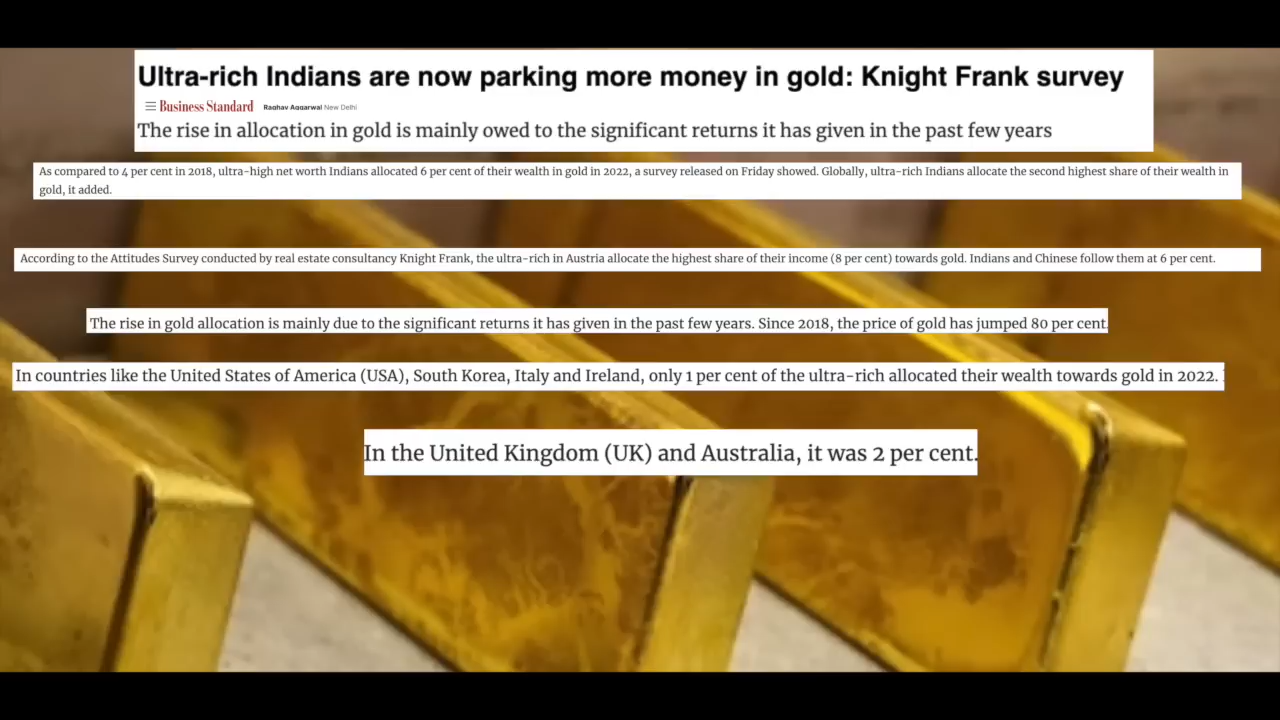 Ultra-rich Indians are now parking more money in gold: Knight Frank survey
Business Standard Raghav Aggarwal New Delhi
The rise in allocation in gold is mainly owed to the significant returns it has given in the past few years
As compared to 4 per cent in 2018, ultra-high net worth Indians allocated 6 per cent of their wealth in gold in 2022, a survey released on Friday showed. Globally, ultra-rich Indians allocate the second highest share of their wealth in
gold, it added.
According to the Attitudes Survey conducted by real estate consultancy Knight Frank, the ultra-rich in Austria allocate the highest share of their income (8 per cent) towards gold. Indians and Chinese follow them at 6 per cent.
The rise in gold allocation is mainly due to the significant returns it has given in the past few years. Since 2018, the price of gold has jumped 80 per cent.
In countries like the United States of America (USA), South Korea, Italy and Ireland, only 1 per cent of the ultra-rich allocated their wealth towards gold in 2022.
In the United Kingdom (UK) and Australia, it was 2 per cent.